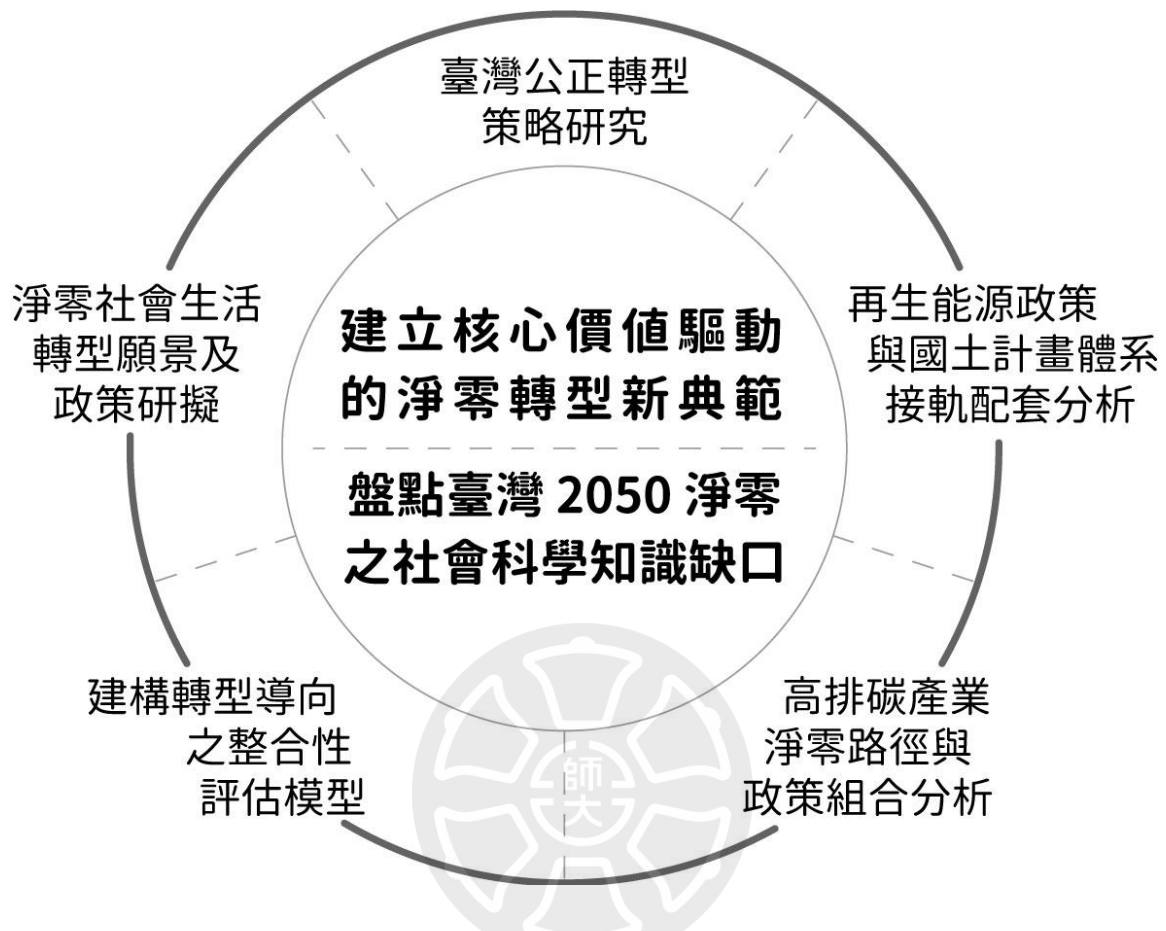 臺灣公正轉型
策略研究
淨零社會生活
轉型願景及
政策研擬
建立核心價值驅動
的淨零轉型新典範
盤點臺灣 2050 淨零
之社會科學知識缺口
再生能源政策
與國土計畫體系
接軌配套分析
建構轉型導向
之整合性
評估模型
高排碳產業
淨零路徑與
政策組合分析
師大